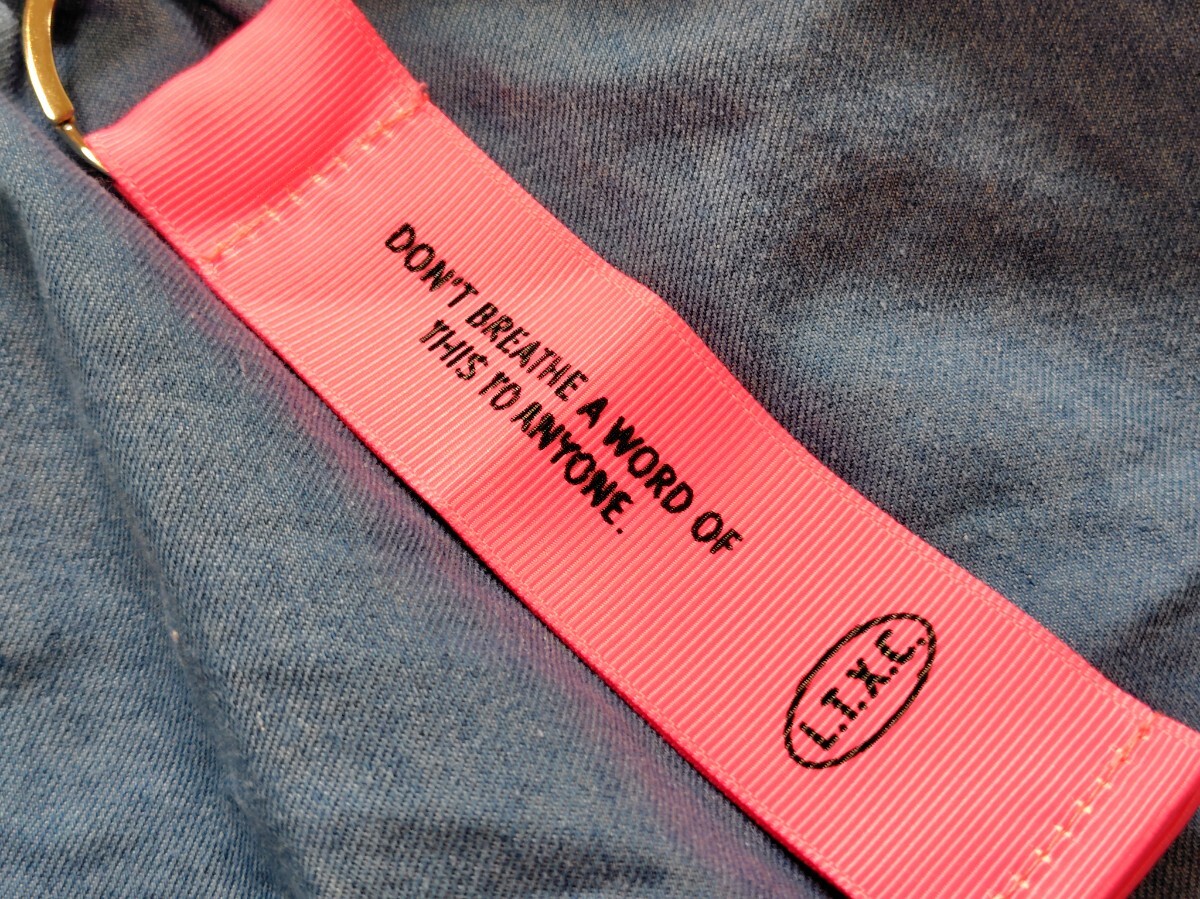 DON'T BREATHE A WORD OF
THIS TO ANYONE.
L.T.X.C.